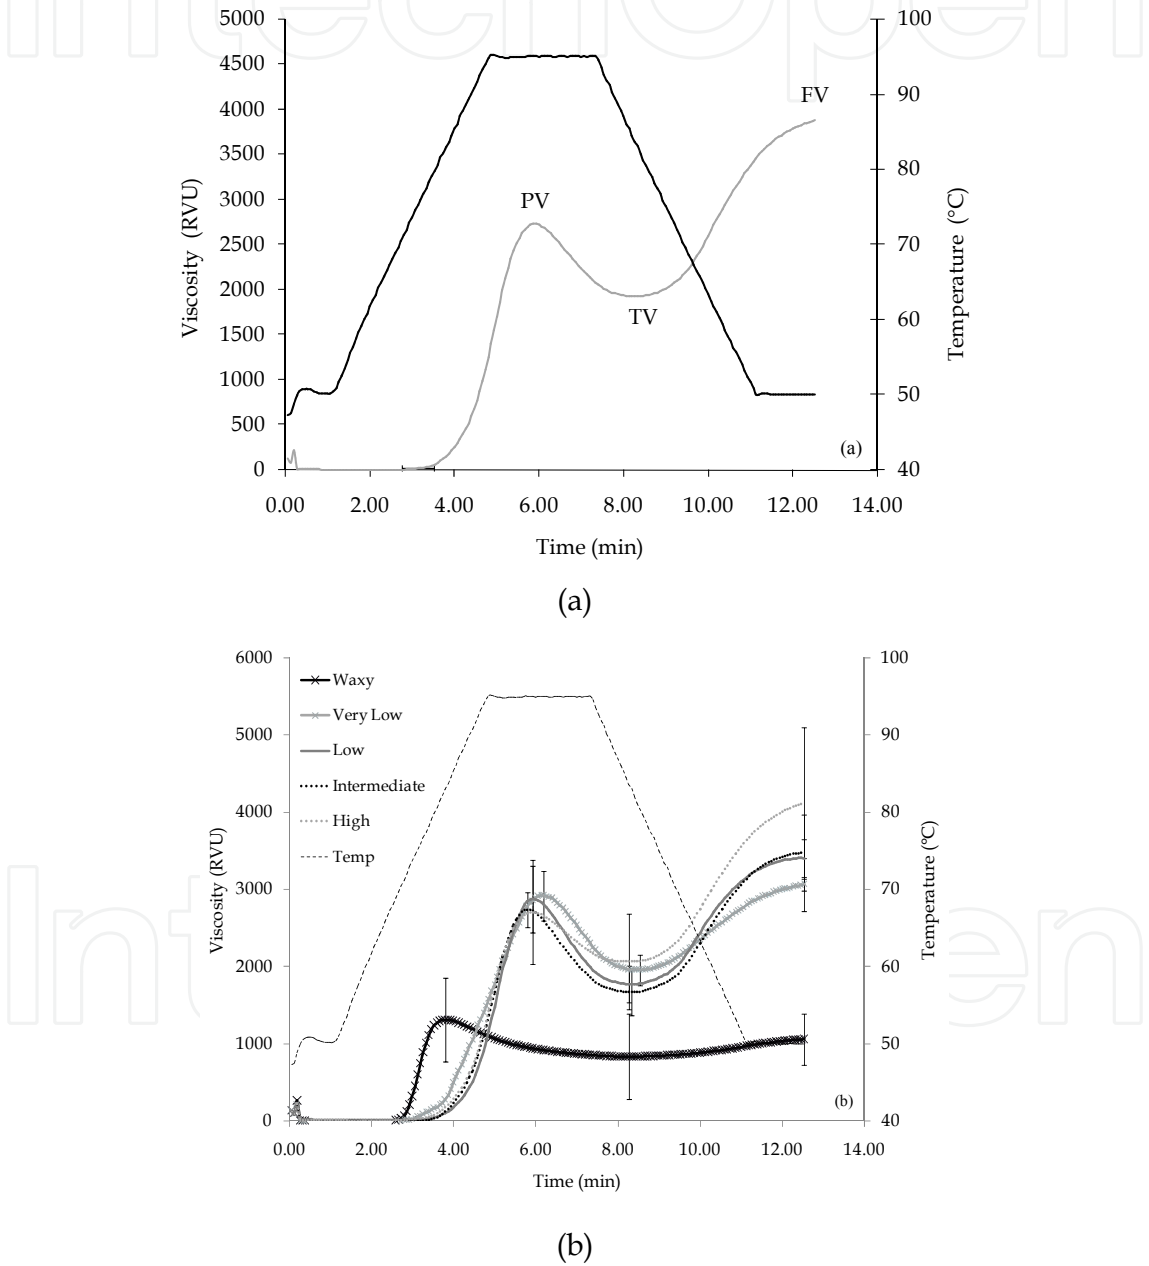 IntechOpen
5000 100
4500
FV
90
4000
3500 80
PV
3000
2500 70
Viscosity (RVU)
Temperature (°C)
2000
TV
60
1500
1000 50
500
(a)
0 40
0.00 2.00 4.00 6.00 8.00 10.00 12.00 14.00
Time (min)
(a)
6000 100
Waxy
Very Low
5000 90
Low
Intermediate
4000 80
High
Temp
Viscosity (RVU)
Temperature (°C)
3000 70
2000 60
1000 50
(b)
0 40
0.00 2.00 4.00 6.00 8.00 10.00 12.00 14.00
Time (min)
(b)